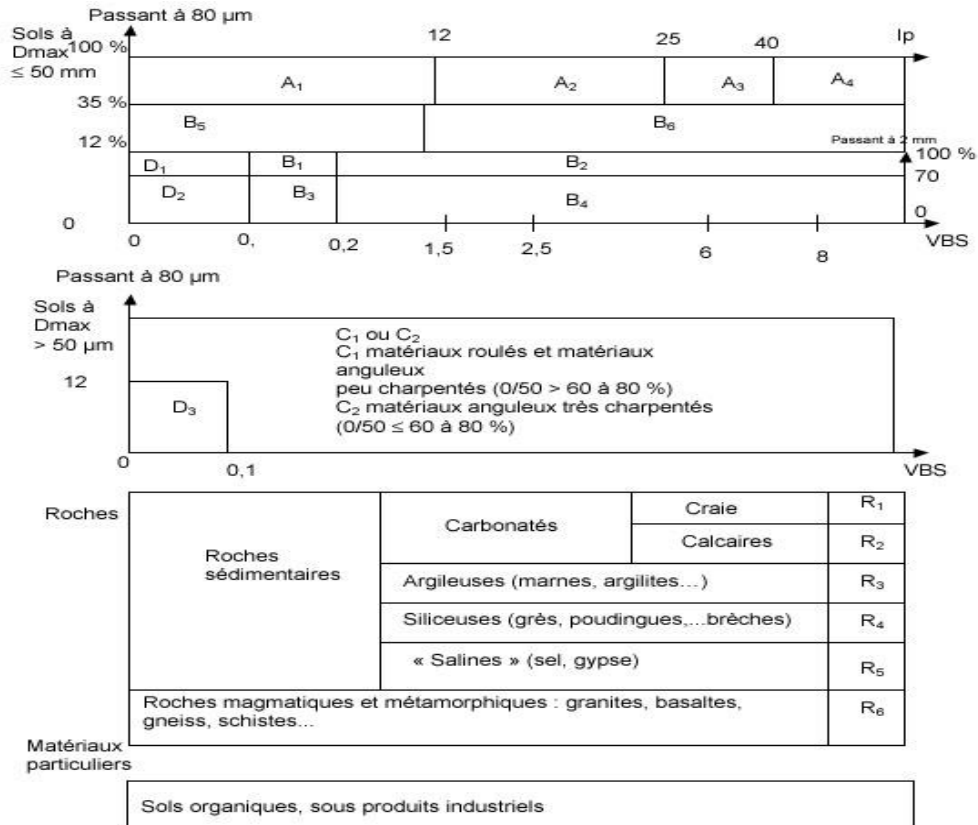 Passant à 80 µm
Sols à
Dmax
≤ 50 mm
100 %
12
25
40
Ip
A1
A2
A3
A4
35 %
B5
B6
12 %
Passant à 2 mm
D1
B1
B2
100 %
70
D2
B3
B4
0
0
0
0,
0,2
1,5
2,5
6
8
VBS
Passant à 80 µm
Sols à
Dmax
> 50 µm
C1 ou C2
C1 matériaux roulés et matériaux
anguleux
peu charpentés (0/50 > 60 à 80 %)
C2 matériaux anguleux très charpentés
(0/50 ≤ 60 à 80 %)
12
D3
0
0,1
VBS
Roches
Roches
sédimentaires
Carbonatés
Craie
R1
Calcaires
R2
Argileuses (marnes, argilites...)
R3
Siliceuses (grès, poudingues,...brèches)
R4
« Salines » (sel, gypse)
R5
Roches magmatiques et métamorphiques : granites, basaltes,
gneiss, schistes...
R6
Matériaux
particuliers
Sols organiques, sous produits industriels